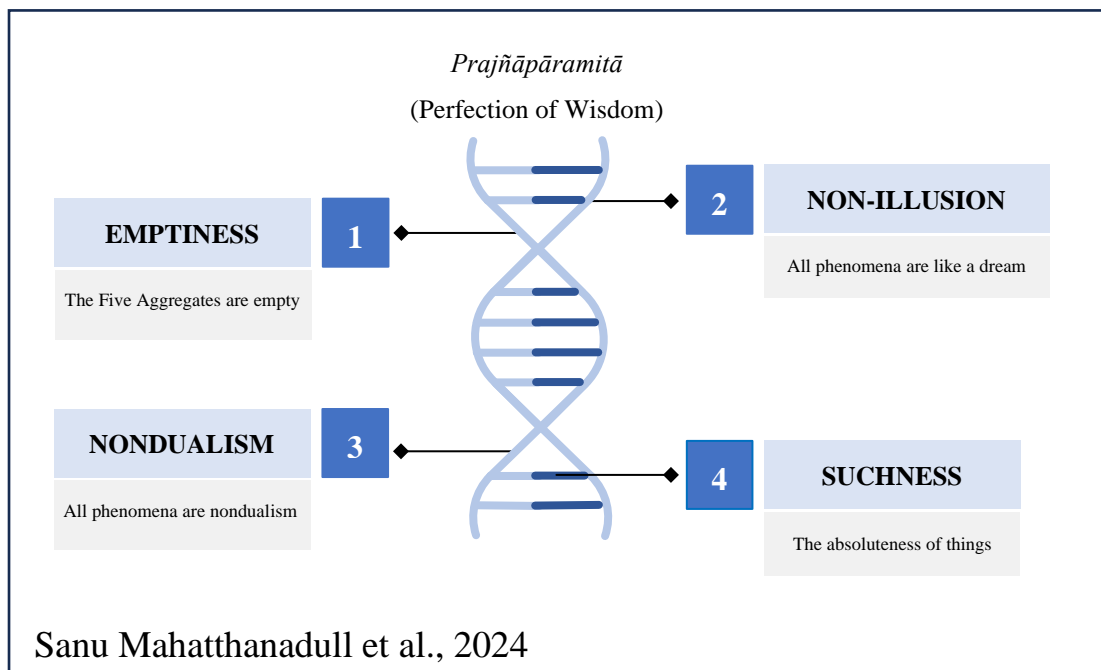 Prajñāpāramitā
(Perfection of Wisdom)
EMPTINESS
1
The Five Aggregates are empty
2
NON-ILLUSION
All phenomena are like a dream
NONDUALISM
3
All phenomena are nondualism
4
SUCHNESS
The absoluteness of things
Sanu Mahatthanadull et al., 2024